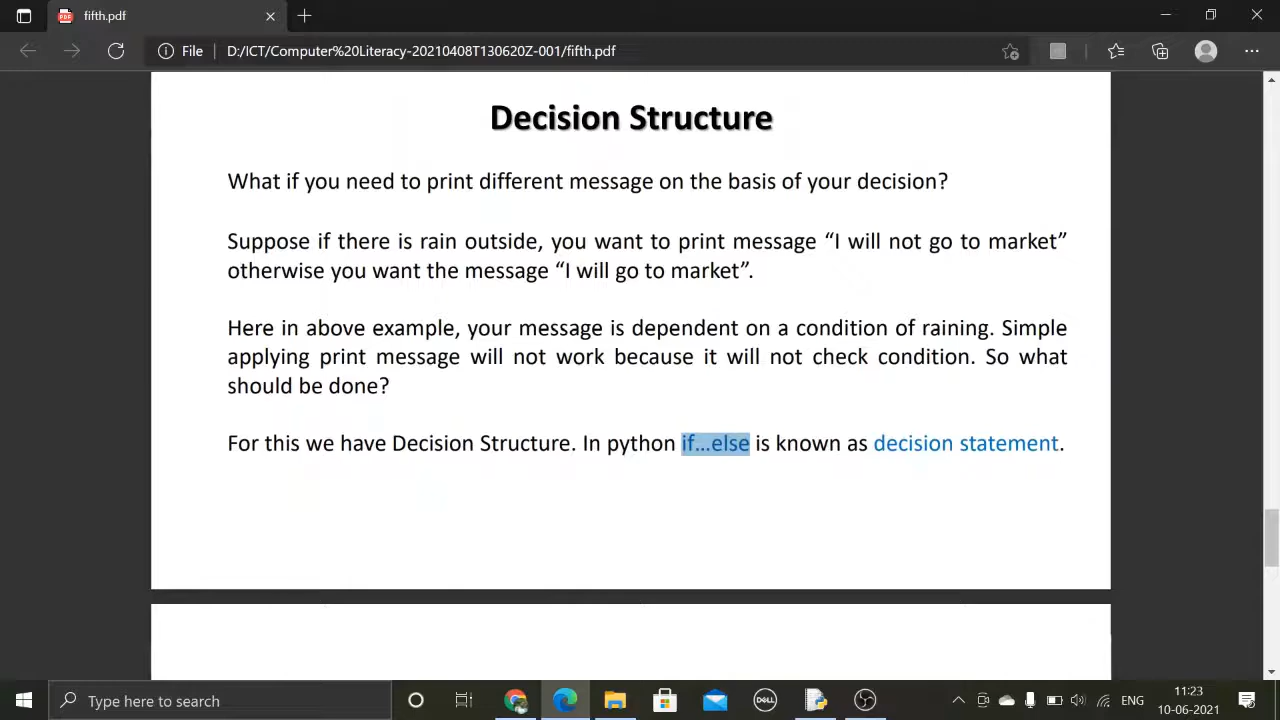 fifth.pdf
File
D:/ICT/Computer%20Literacy-20210408T130620Z-001/fifth.pdf
Decision Structure
What if you need to print different message on the basis of your decision?
Suppose if there is rain outside, you want to print message “I will not go to market”
otherwise you want the message “I will go to market”.
Here in above example, your message is dependent on a condition of raining. Simple
applying print message will not work because it will not check condition. So what
should be done?
For this we have Decision Structure. In python if...else is known as decision statement.
Type here to search
DELL
ENG
11:23
10-06-2021